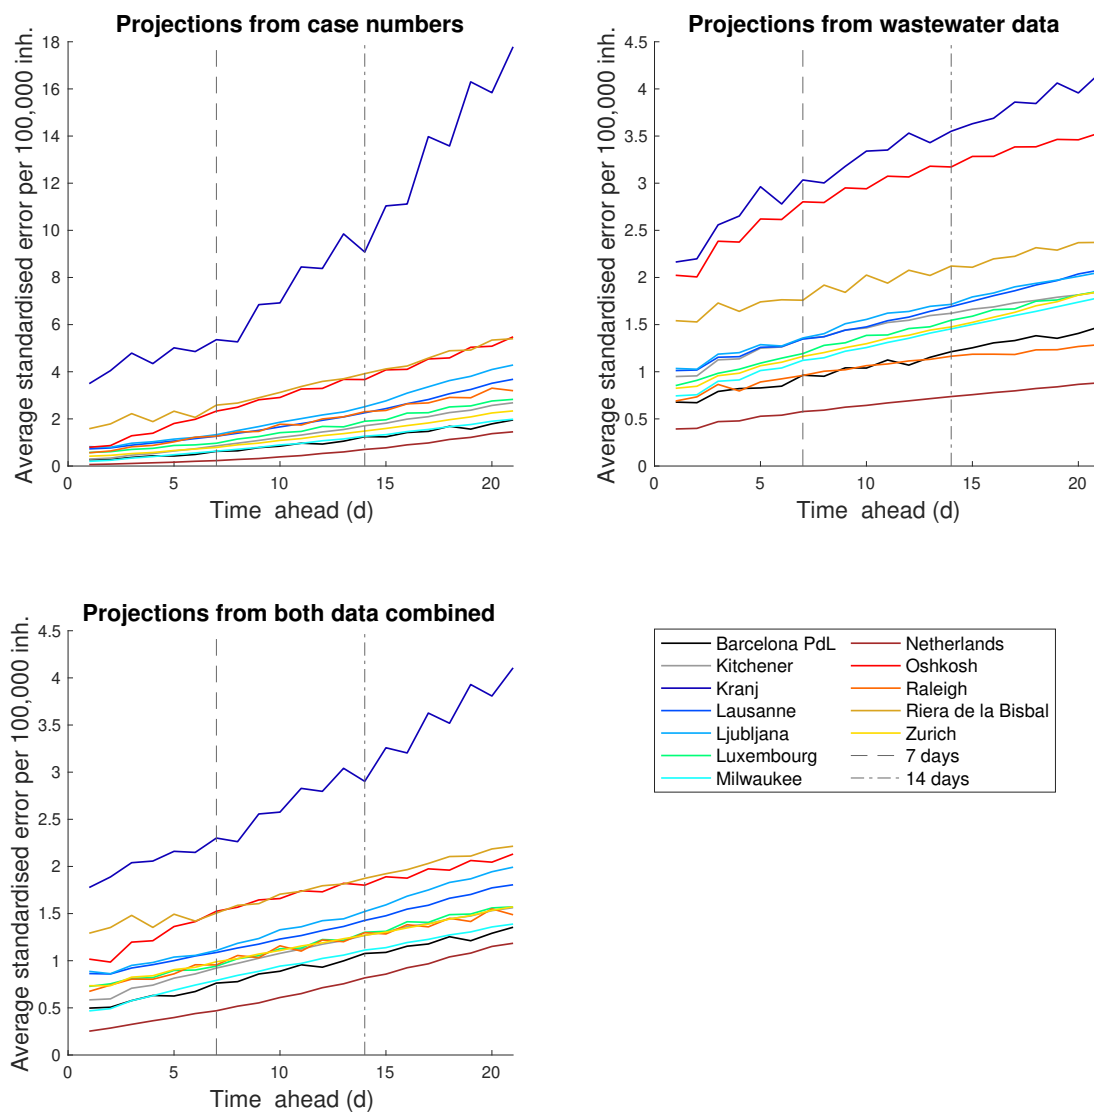 Projections from case numbers
Average standardised error per 100,000 inh.
18
16
14
12
10
8
6
4
2
0
0 5 10 15 20
Time ahead (d)
Projections from wastewater data
Average standardised error per 100,000 inh.
4.5
4
3.5
3
2.5
2
1.5
1
0.5
0
0 5 10 15 20
Time ahead (d)
Projections from both data combined
Average standardised error per 100,000 inh.
4.5
4
3.5
3
2.5
2
1.5
1
0.5
0
0 5 10 15 20
Time ahead (d)
Barcelona PdL
Kitchener
Kranj
Lausanne
Ljubljana
Luxembourg
Milwaukee
Netherlands
Oshkosh
Raleigh
Riera de la Bisbal
Zurich
7 days
14 days